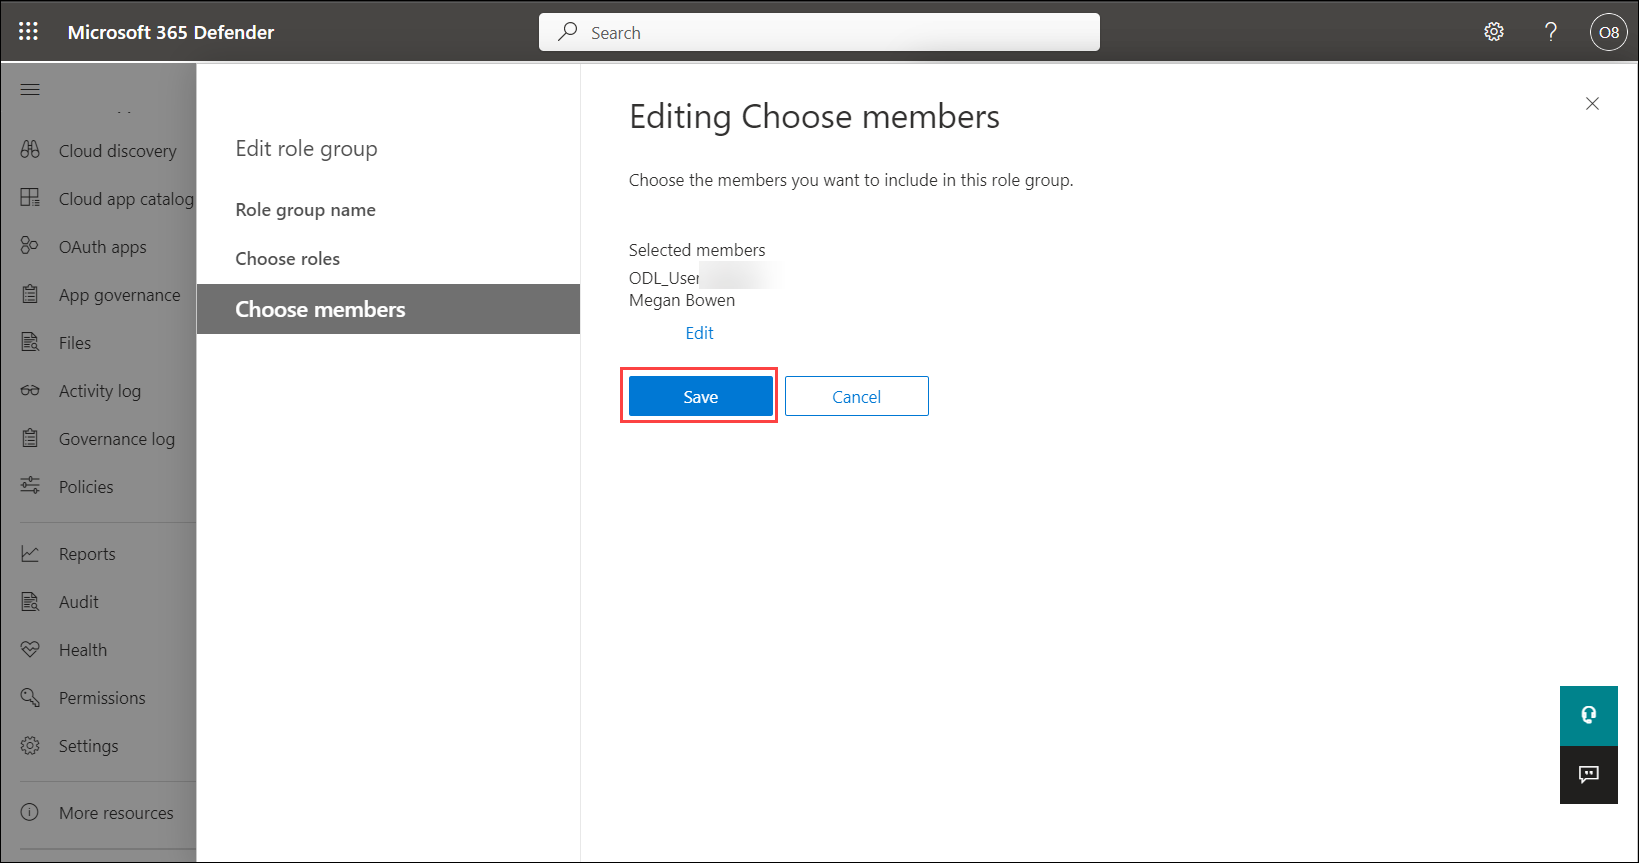 Microsoft 365 Defender
Search
?
O8
Cloud discovery
Cloud app catalog
OAuth apps
App governance
Files
Activity log
Governance log
Policies
Reports
Audit
Health
Permissions
Settings
More resources
Edit role group
Role group name
Choose roles
Choose members
Editing Choose members
Choose the members you want to include in this role group.
Selected members
ODL_User
Megan Bowen
Edit
Save
Cancel